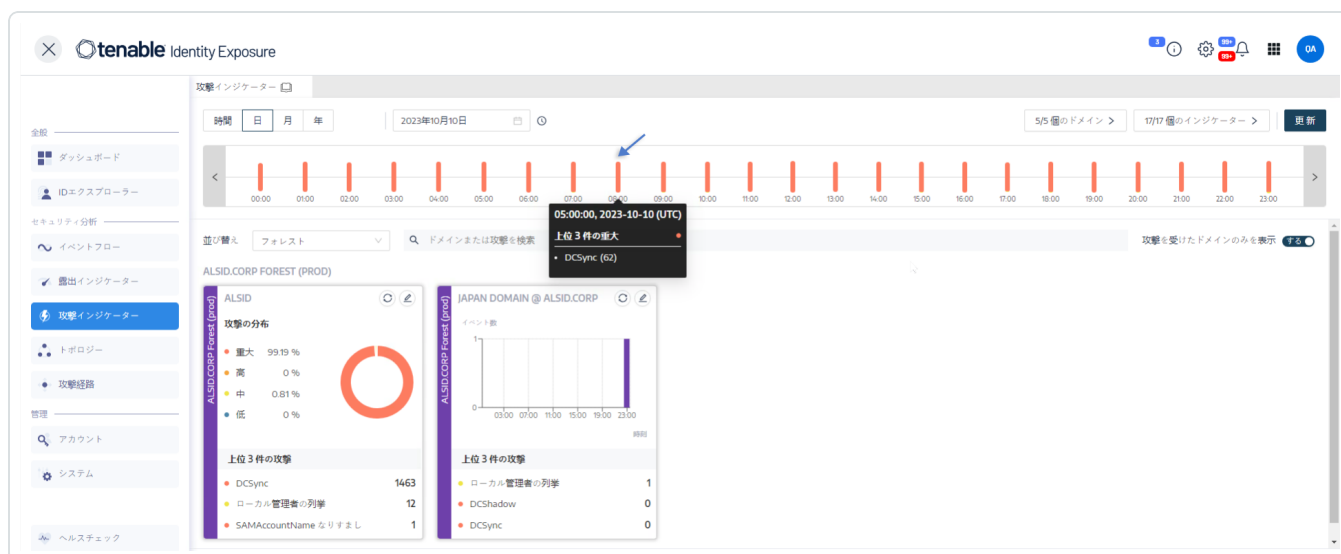 tenable Identity Exposure
3
99+
99+
QA
攻撃インジケーター
全般
ダッシュボード
IDエクスプローラー
セキュリティ分析
イベントフロー
露出インジケーター
攻撃インジケーター
トポロジー
攻撃経路
管理
アカウント
システム
ヘルスチェック
時間 日 月 年 2023年10月10日 5/5 個のドメイン > 17/17 個のインジケーター > 更新
00:00 01:00 02:00 03:00 04:00 05:00 06:00 07:00 08:00 09:00 10:00 11:00 12:00 13:00 14:00 15:00 16:00 17:00 18:00 19:00 20:00 21:00 22:00 23:00
05:00:00, 2023-10-10 (UTC)
上位 3 件の重大
• DCSync (62)
並び替え フォレスト ドメインまたは攻撃を検索 攻撃を受けたドメインのみを表示 する
ALSID.CORP FOREST (PROD)
ALSID.CORP Forest (prod)
ALSID
攻撃の分布
重大 99.19 %
高 0 %
中 0.81 %
低 0 %
上位 3 件の攻撃
DCSync 1463
ローカル管理者の列挙 12
SAMAccountName なりすまし 1
ALSID.CORP Forest (prod)
JAPAN DOMAIN @ ALSID.CORP
イベント数
1
0
03:00 07:00 11:00 15:00 19:00 23:00
時刻
上位 3 件の攻撃
ローカル管理者の列挙 1
DCShadow 0
DCSync 0